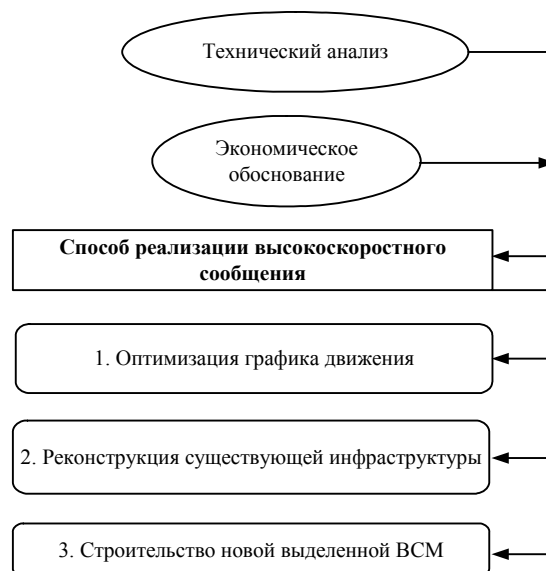 Технический анализ
Экономическое
обоснование
Способ реализации высокоскоростного
сообщения
1. Оптимизация графика движения
2. Реконструкция существующей инфраструктуры
3. Строительство новой выделенной ВСМ